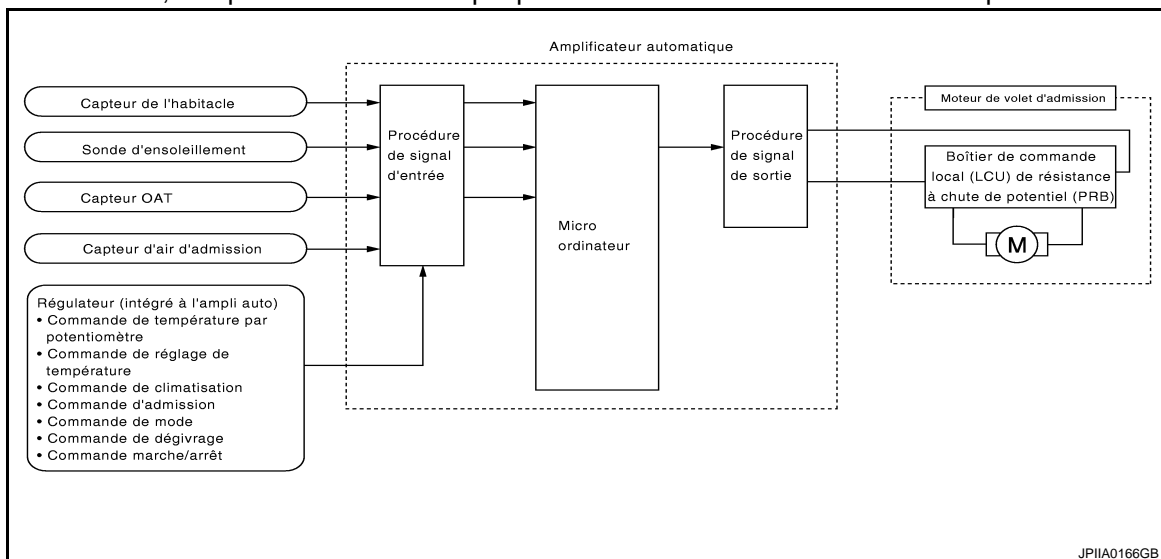 Amplificateur automatique
Capteur de l'habitacle
Sonde d'ensoleillement
Capteur OAT
Capteur d'air d'admission
Régulateur (intégré à l'ampli auto)
• Commande de température par
potentiomètre
• Commande de réglage de
température
• Commande de climatisation
• Commande d'admission
• Commande de mode
• Commande de dégivrage
• Commande marche/arrêt
Procédure
de signal
d'entrée
Micro
ordinateur
Procédure
de signal
de sortie
Moteur de volet d'admission
Boîtier de commande
local (LCU) de résistance
à chute de potentiel (PRB)
M
JPIIA0166GB